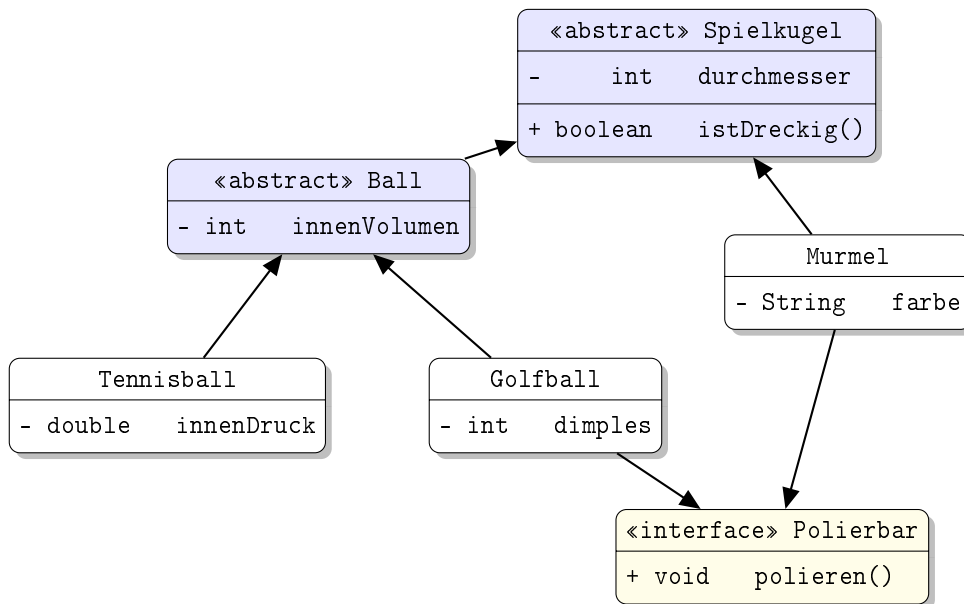 «abstract» Spielkugel
- int durchmesser
+ boolean istDreckig()
«abstract» Ball
- int innenVolumen
Murmel
- String farbe
Tennisball
- double innenDruck
Golfball
- int dimples
«interface» Polierbar
+ void polieren()